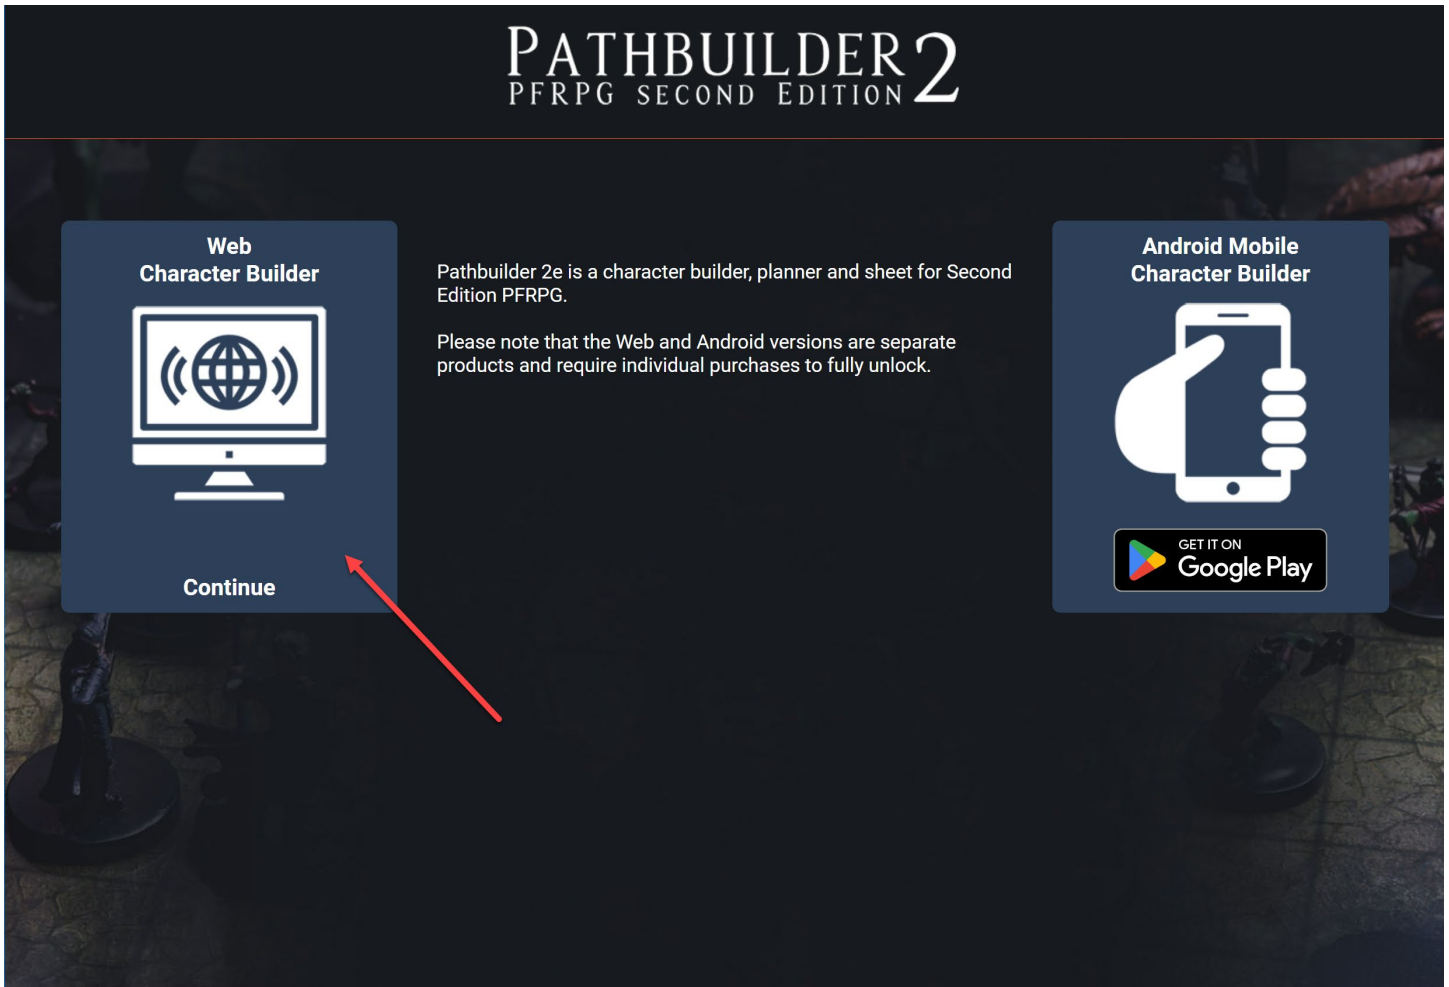 PATHBUILDER 2
PFRPG SECOND EDITION
Web
Character Builder
Continue
Pathbuilder 2e is a character builder, planner and sheet for Second
Edition PFRPG.
Please note that the Web and Android versions are separate
products and require individual purchases to fully unlock.
Android Mobile
Character Builder
GET IT ON
Google Play